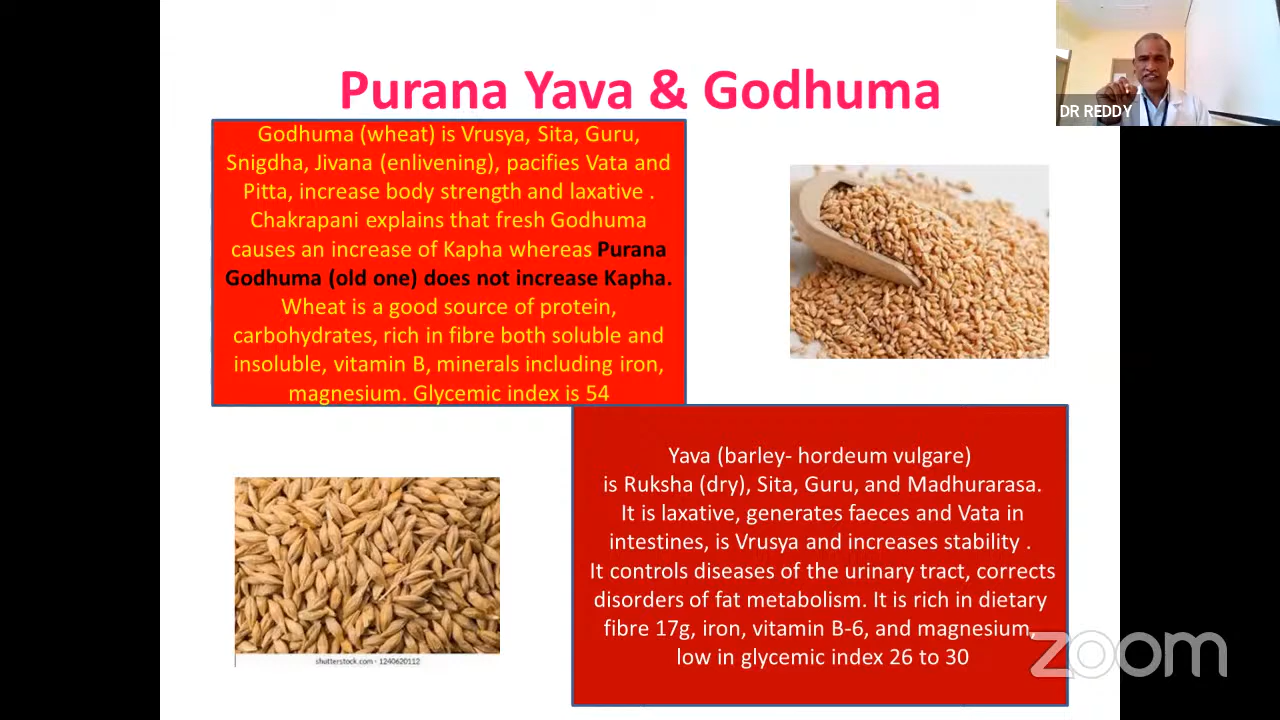 Purana Yava & Godhuma
DR REDDY
Godhuma (wheat) is Vrusya, Sita, Guru,
Snigdha, Jivana (enlivening), pacifies Vata and
Pitta, increase body strength and laxative .
Chakrapani explains that fresh Godhuma
causes an increase of Kapha whereas Purana
Godhuma (old one) does not increase Kapha.
Wheat is a good source of protein,
carbohydrates, rich in fibre both soluble and
insoluble, vitamin B, minerals including iron,
magnesium. Glycemic index is 54
Yava (barley- hordeum vulgare)
is Ruksha (dry), Sita, Guru, and Madhurarasa.
It is laxative, generates faeces and Vata in
intestines, is Vrusya and increases stability .
It controls diseases of the urinary tract, corrects
disorders of fat metabolism. It is rich in dietary
fibre 17g, iron, vitamin B-6, and magnesium,
low in glycemic index 26 to 30
shutterstock.com · 1240620112
zoom